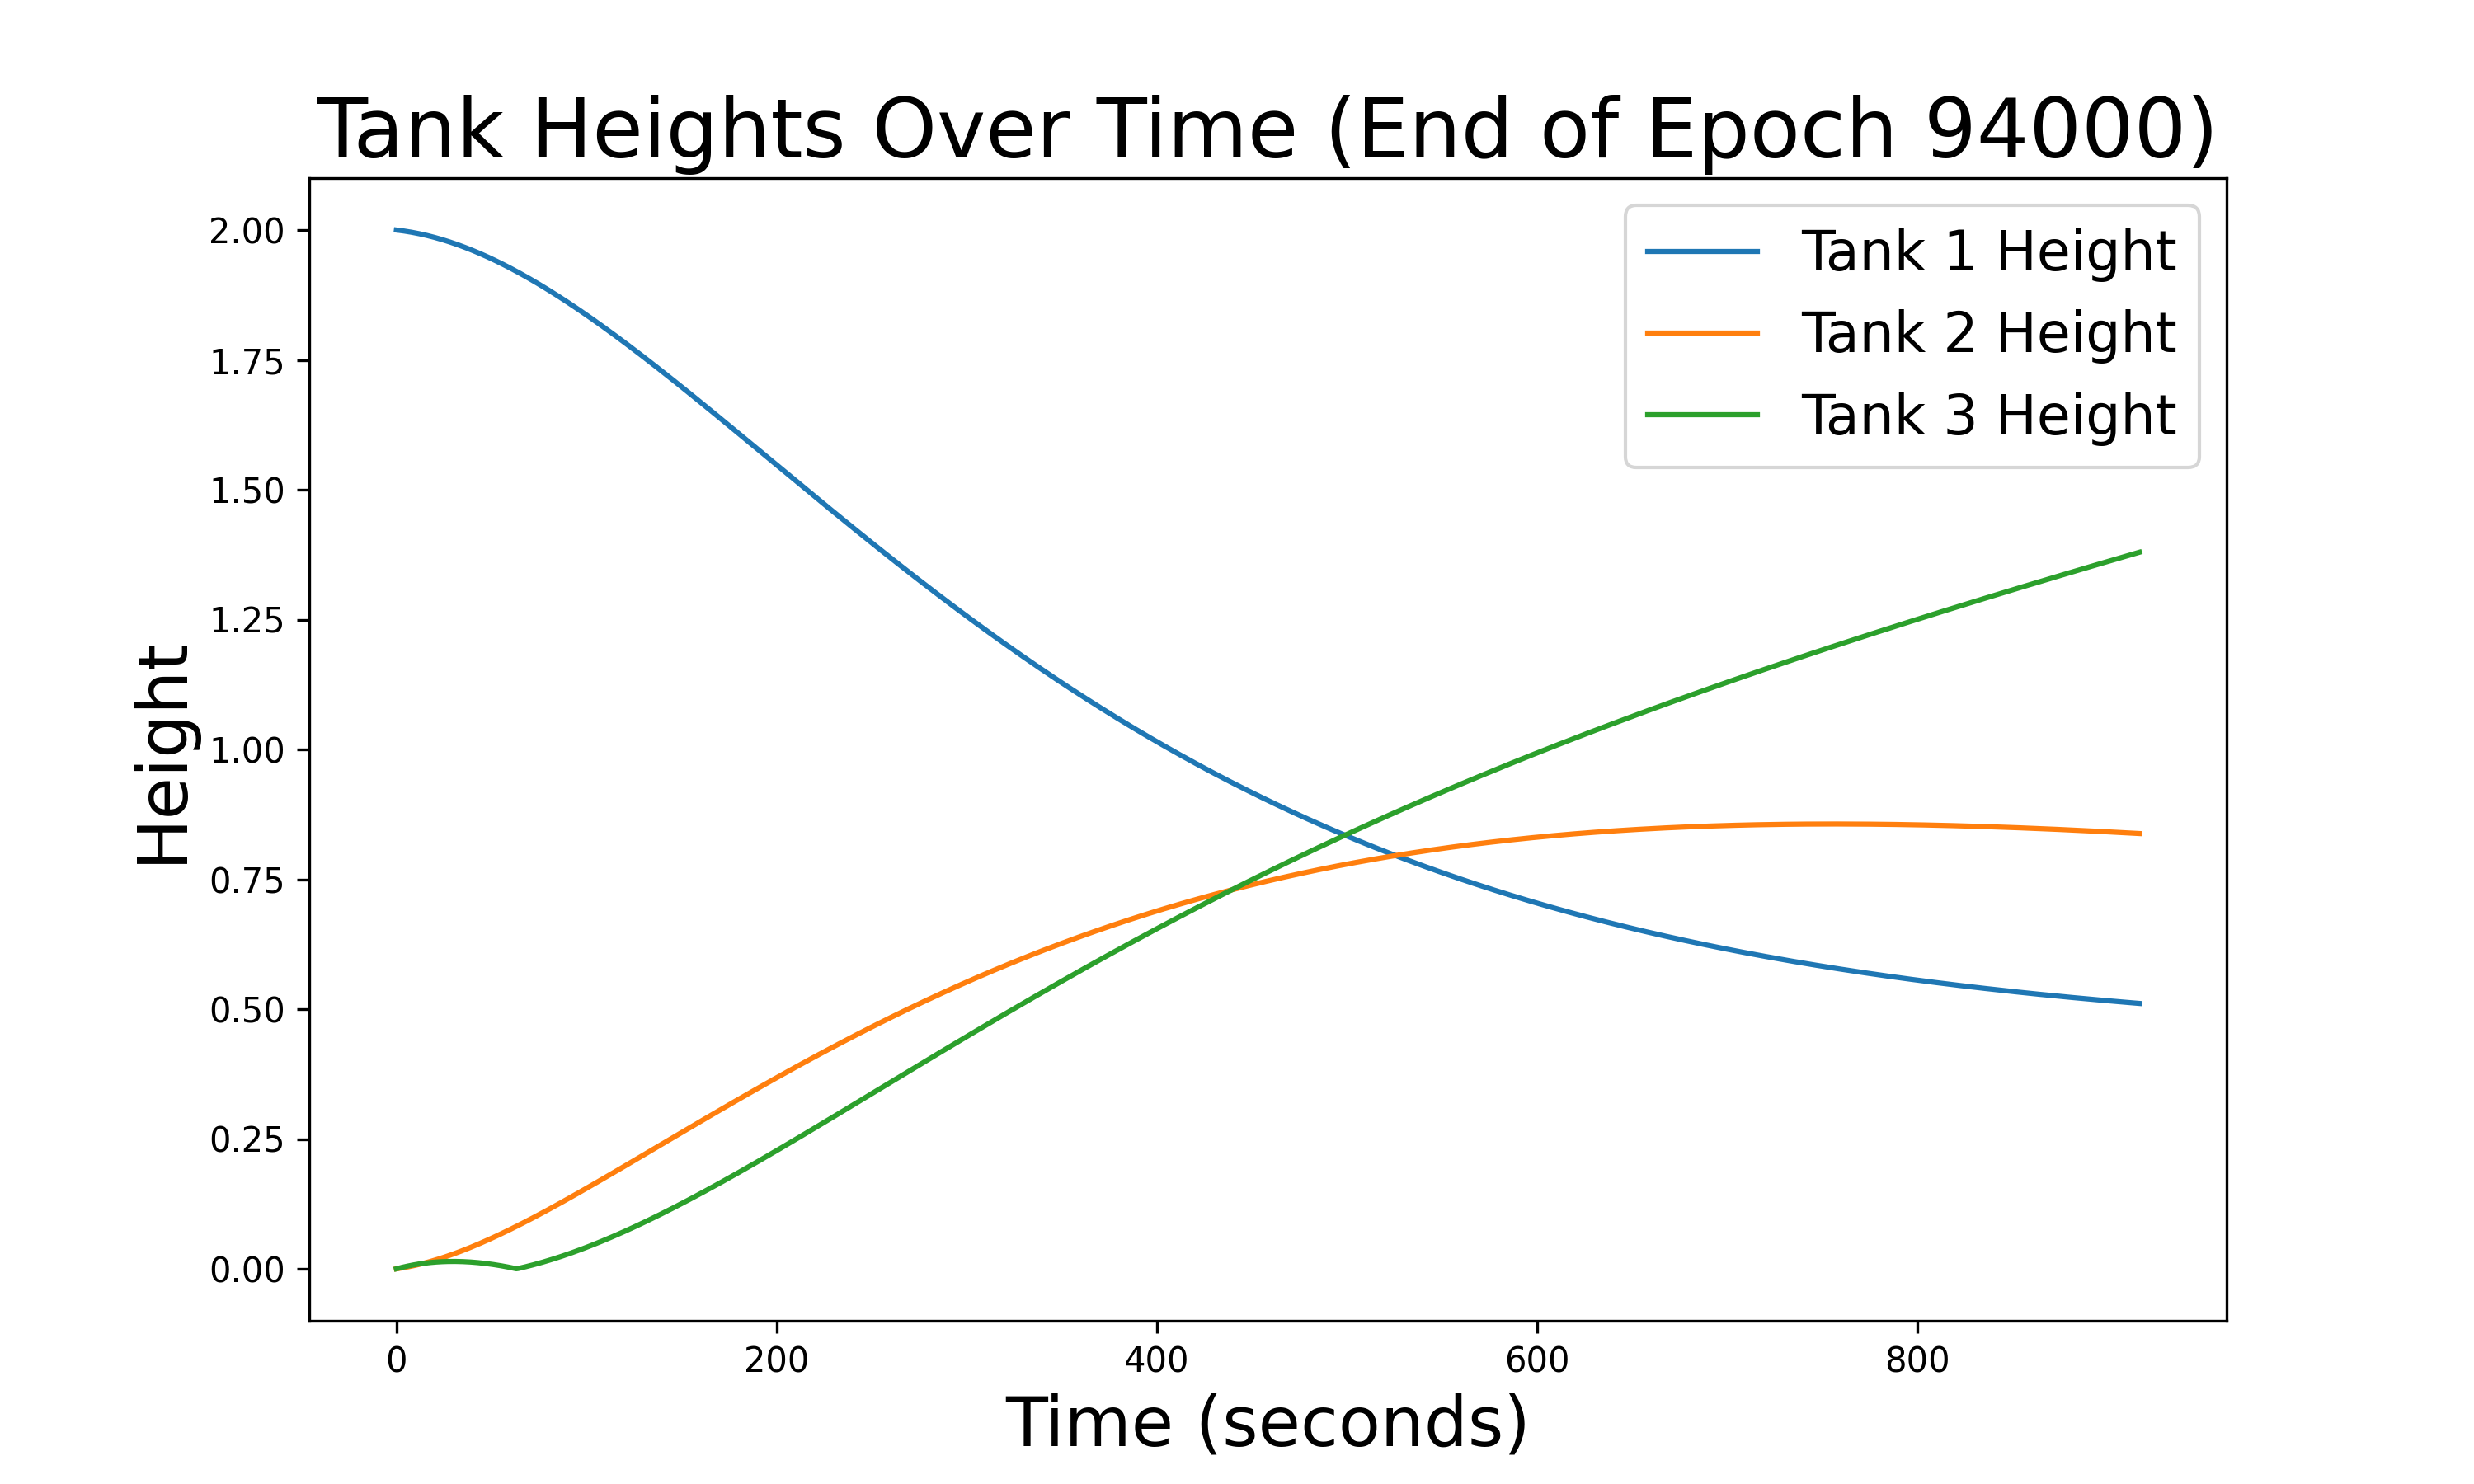 Tank Heights Over Time (End of Epoch 94000)
Tank 1 Height
Tank 2 Height
Tank 3 Height
Height
2.00
1.75
1.50
1.25
1.00
0.75
0.50
0.25
0.00
0
200
400
600
800
Time (seconds)